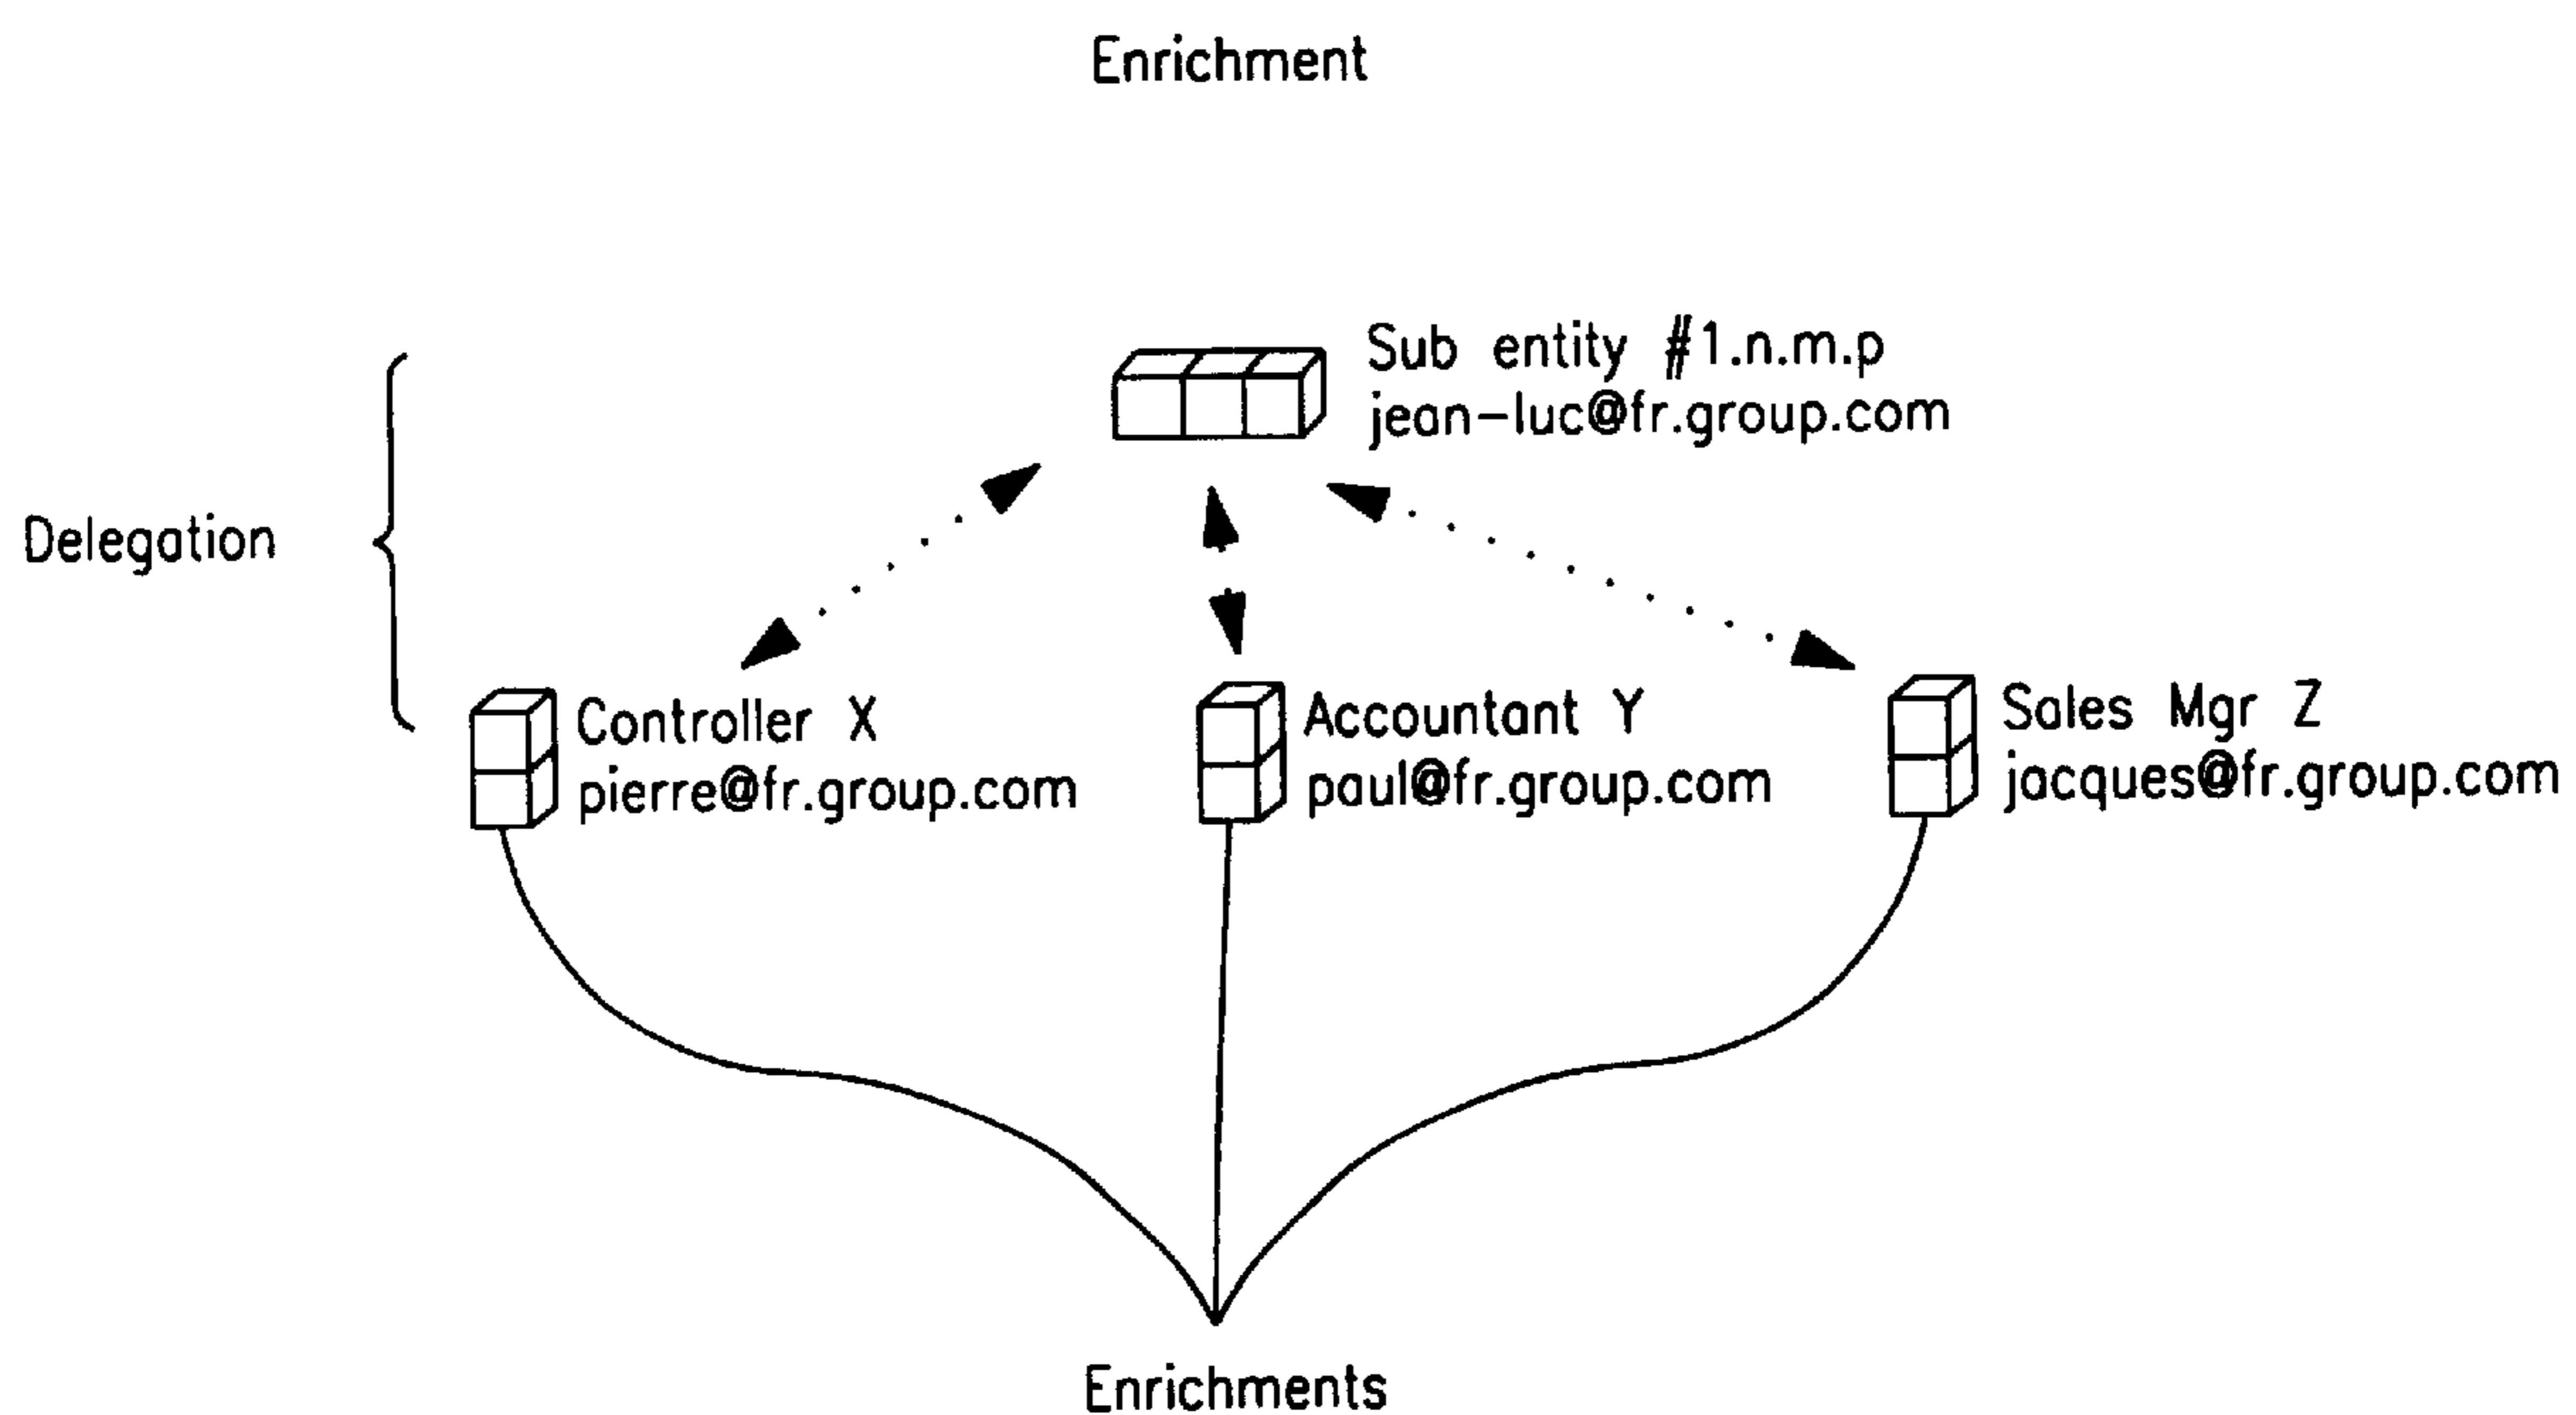 Enrichment
Sub entity #1.n.m.p
jean-luc@fr.group.com
Delegation
Controller X
pierre@fr.group.com
Accountant Y
paul@fr.group.com
Sales Mgr Z
jacques@fr.group.com
Enrichments